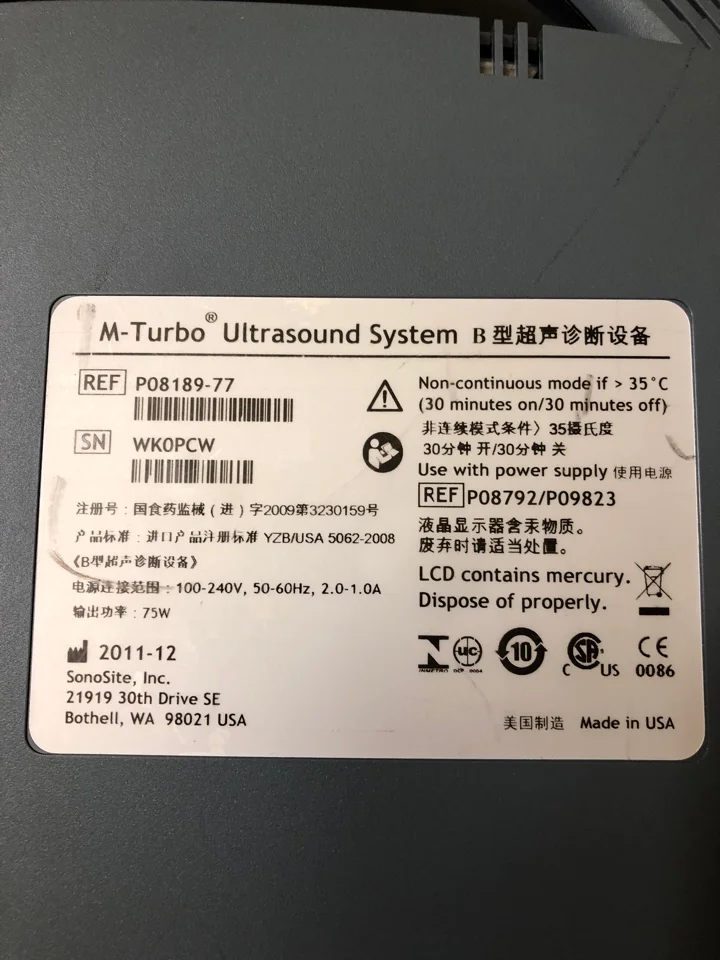 M-Turbo® Ultrasound System B型超声诊断设备
REF P08189-77
SN WK0PCW
注册号：国食药监械（进）字2009第3230159号
产品标准：进口产品注册标准 YZB/USA 5062-2008
《B型超声诊断设备》
电源连接范围：100-240V, 50-60Hz, 2.0-1.0A
输出功率：75W
2011-12
SonoSite, Inc.
21919 30th Drive SE
Bothell, WA 98021 USA
Non-continuous mode if > 35°C
(30 minutes on/30 minutes off)
非连续模式条件〉35摄氏度
30分钟 开/30分钟 关
Use with power supply 使用电源
REF P08792/P09823
液晶显示器含汞物质。
废弃时请适当处置。
LCD contains mercury.
Dispose of properly.
INMETRO
UC
OCP 0004
10
C SA US
CE
0086
美国制造 Made in USA